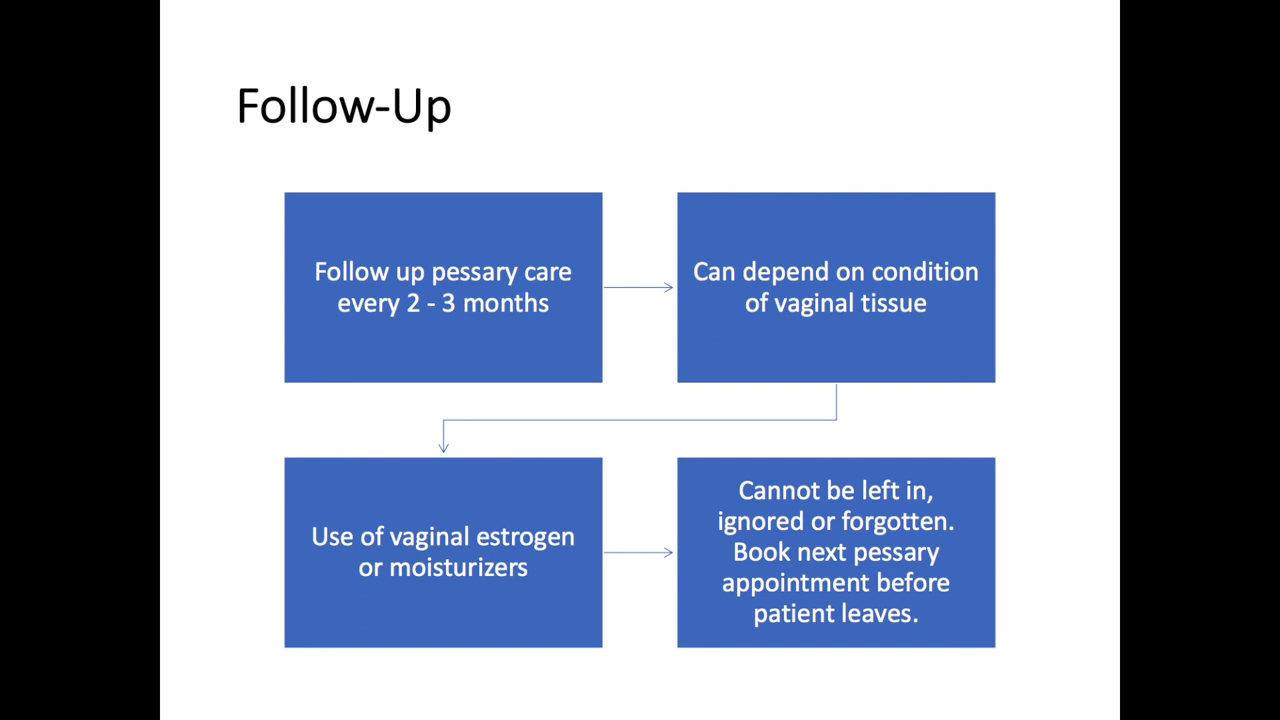 Follow-Up
Follow up pessary care
every 2 - 3 months
Can depend on condition
of vaginal tissue
Use of vaginal estrogen
or moisturizers
Cannot be left in,
ignored or forgotten.
Book next pessary
appointment before
patient leaves.